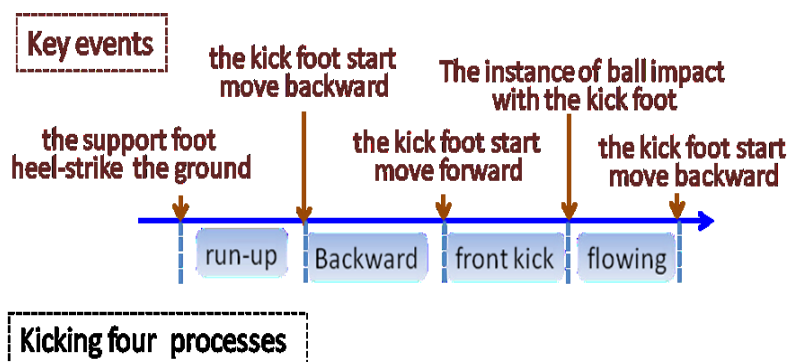 Key events
the kick foot start
move backward
The instance of ball impact
with the kick foot
the support foot
heel-strike the ground
the kick foot start
move forward
the kick foot start
move backward
run-up
Backward
front kick
flowing
Kicking four processes